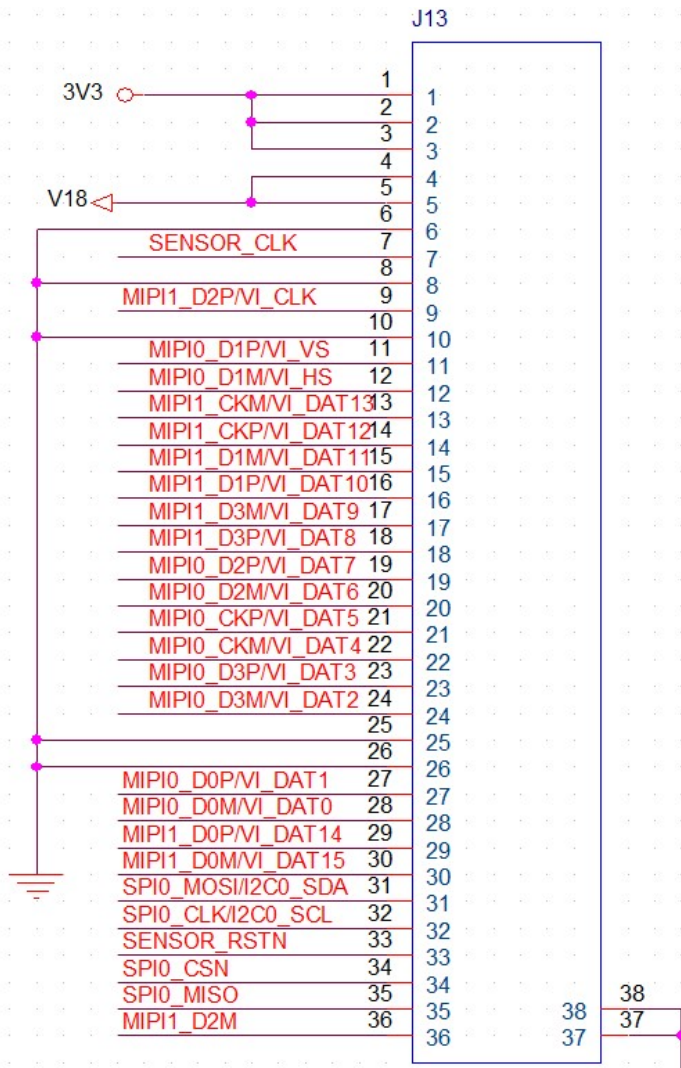 J13
3V3
1 1
2 2
3 3
4 4
V18 5 5
6 6
SENSOR_CLK 7 7
8 8
MIPI1_D2P/VI_CLK 9 9
10 10
MIPI0_D1P/VI_VS 11 11
MIPI0_D1M/VI_HS 12 12
MIPI1_CKM/VI_DAT13 13 13
MIPI1_CKP/VI_DAT12 14 14
MIPI1_D1M/VI_DAT11 15 15
MIPI1_D1P/VI_DAT10 16 16
MIPI1_D3M/VI_DAT9 17 17
MIPI1_D3P/VI_DAT8 18 18
MIPI0_D2P/VI_DAT7 19 19
MIPI0_D2M/VI_DAT6 20 20
MIPI0_CKP/VI_DAT5 21 21
MIPI0_CKM/VI_DAT4 22 22
MIPI0_D3P/VI_DAT3 23 23
MIPI0_D3M/VI_DAT2 24 24
25 25
26 26
MIPI0_D0P/VI_DAT1 27 27
MIPI0_D0M/VI_DAT0 28 28
MIPI1_D0P/VI_DAT14 29 29
MIPI1_D0M/VI_DAT15 30 30
SPI0_MOSI/I2C0_SDA 31 31
SPI0_CLK/I2C0_SCL 32 32
SENSOR_RSTN 33 33
SPI0_CSN 34 34
SPI0_MISO 35 35 38 38
MIPI1_D2M 36 36 37 37